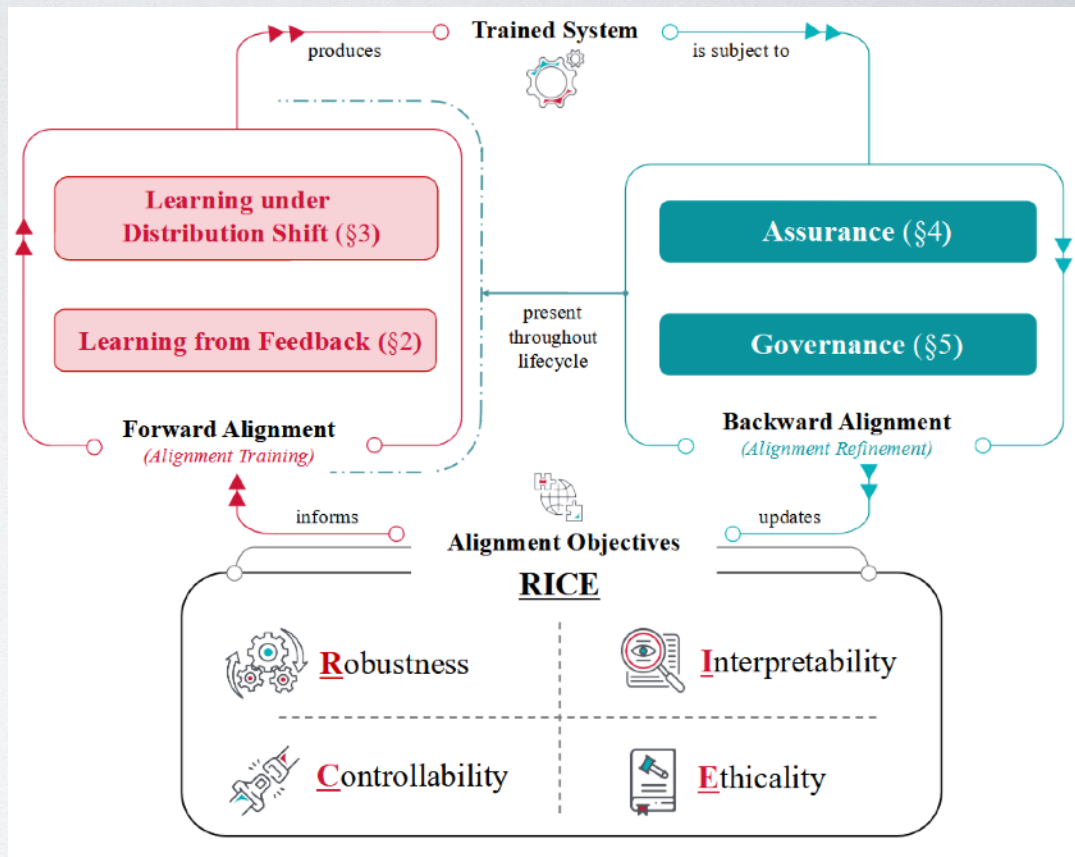 Trained System
produces
is subject to
Learning under
Distribution Shift (§3)
Learning from Feedback (§2)
Forward Alignment
(Alignment Training)
present
throughout
lifecycle
Assurance (§4)
Governance (§5)
Backward Alignment
(Alignment Refinement)
informs
updates
Alignment Objectives
RICE
Robustness
Interpretability
Controllability
Ethicality